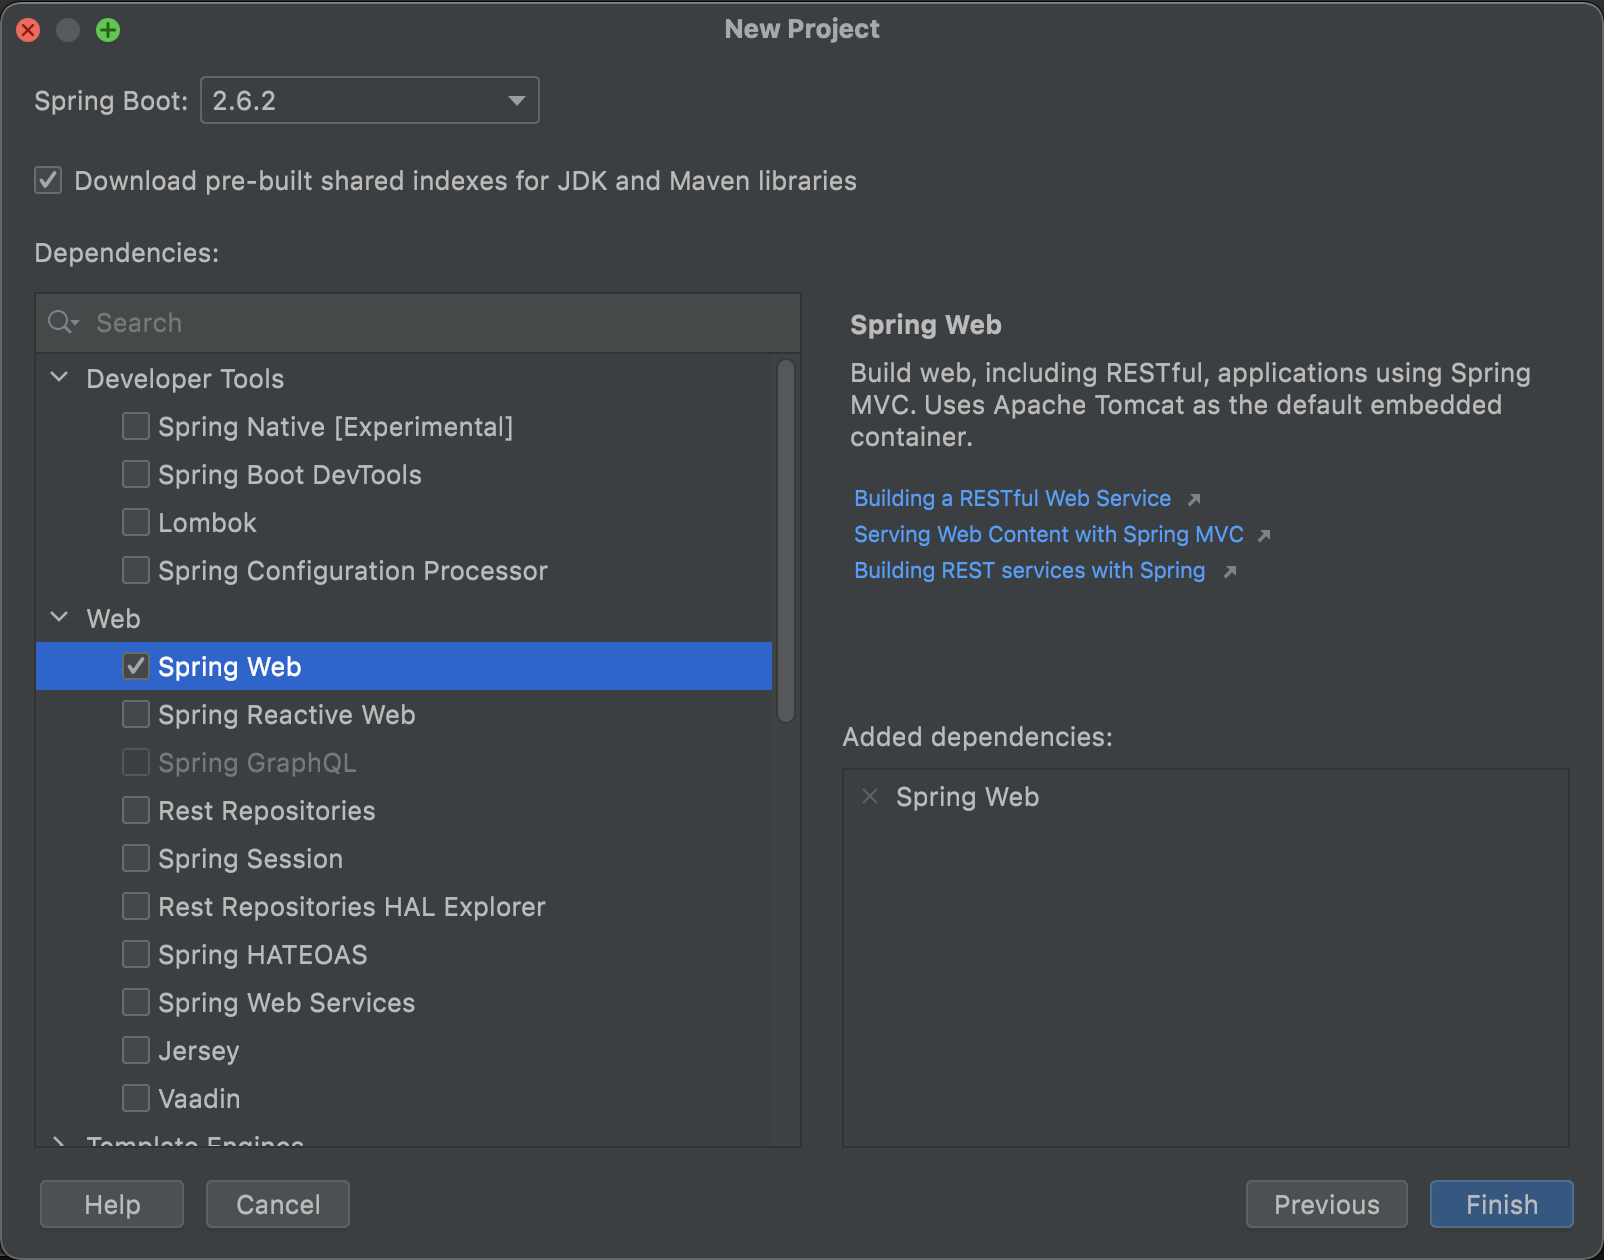 New Project
Spring Boot: 2.6.2
Download pre-built shared indexes for JDK and Maven libraries
Dependencies:
Search
Developer Tools
Spring Native [Experimental]
Spring Boot DevTools
Lombok
Spring Configuration Processor
Web
Spring Web
Spring Reactive Web
Spring GraphQL
Rest Repositories
Spring Session
Rest Repositories HAL Explorer
Spring HATEOAS
Spring Web Services
Jersey
Vaadin
Template Engines
Spring Web
Build web, including RESTful, applications using Spring
MVC. Uses Apache Tomcat as the default embedded
container.
Building a RESTful Web Service
Serving Web Content with Spring MVC
Building REST services with Spring
Added dependencies:
Spring Web
Help
Cancel
Previous
Finish